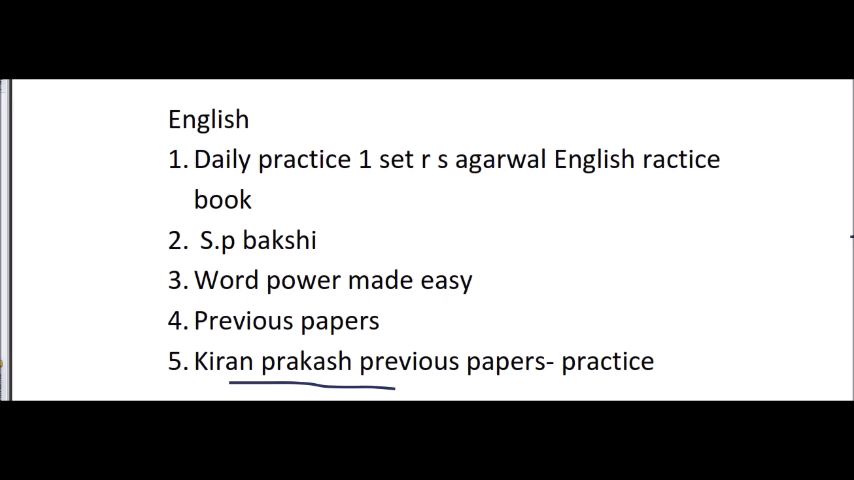 English
1. Daily practice 1 set r s agarwal English ractice
book
2. S.p bakshi
3. Word power made easy
4. Previous papers
5. Kiran prakash previous papers- practice